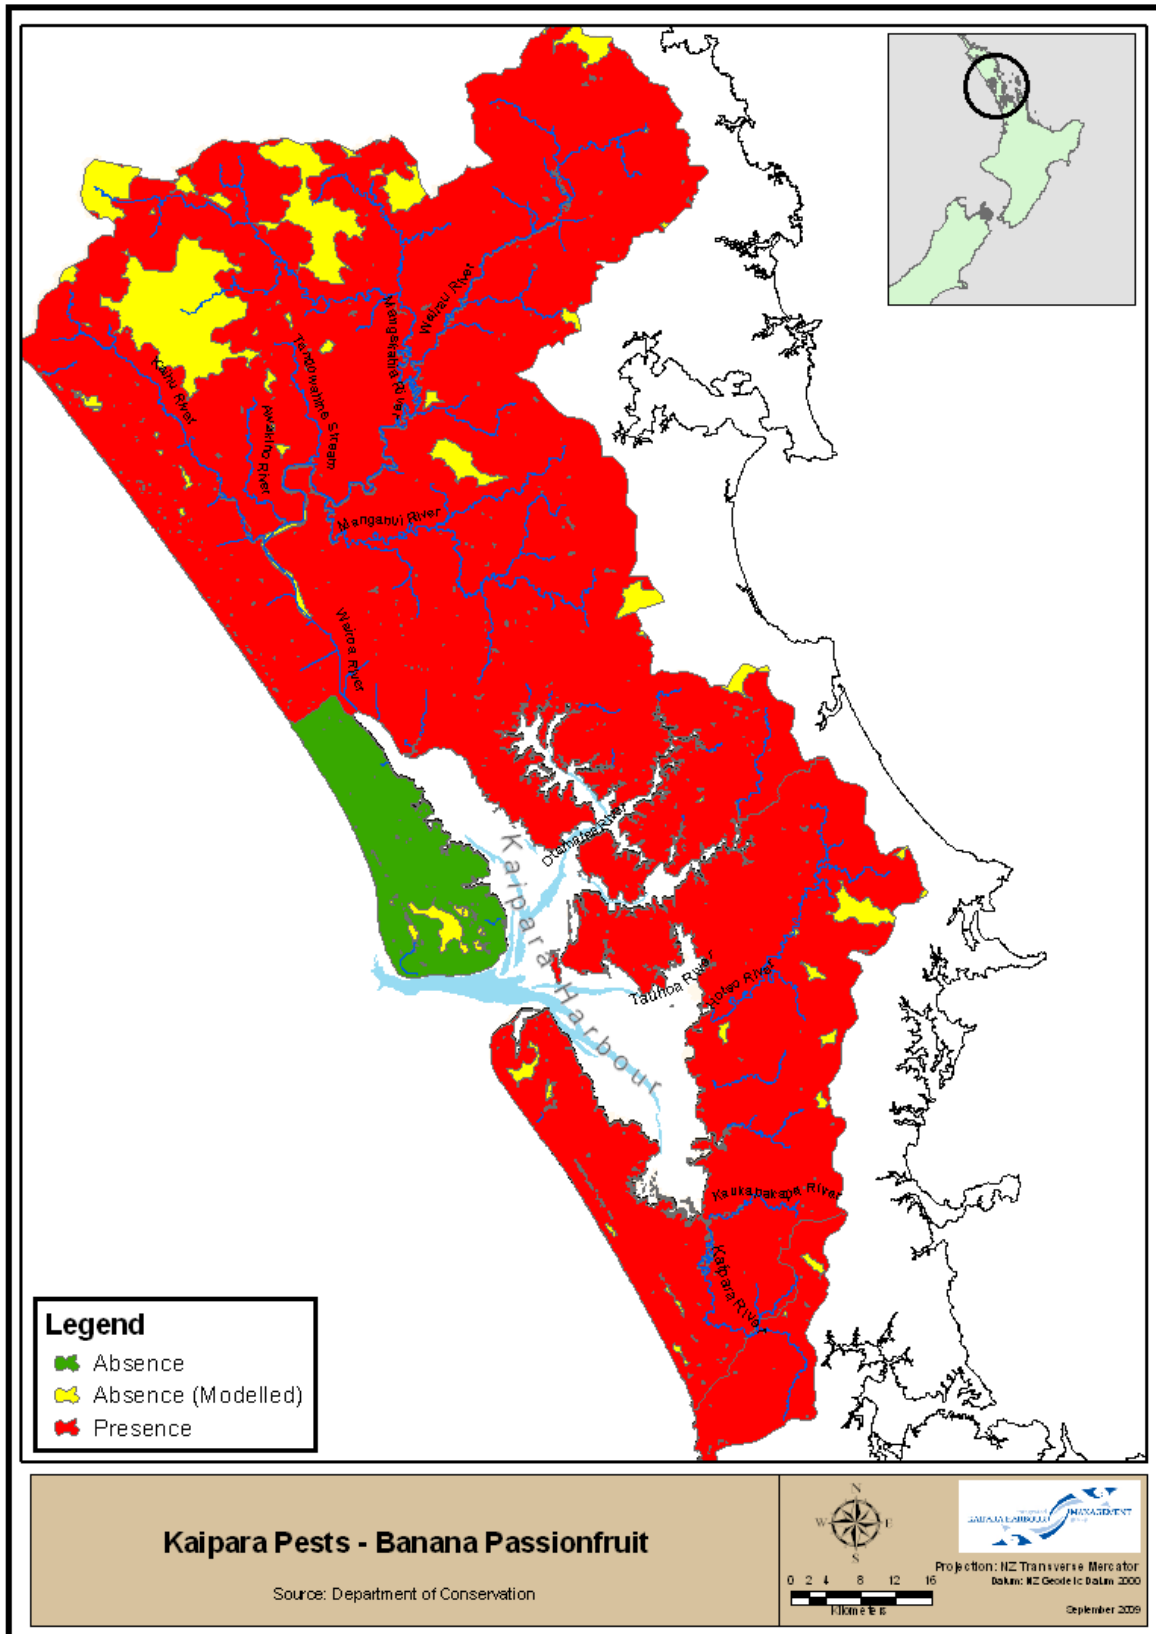 Wairau River
Mangakahia River
Tangowahine Stream
Kaihu River
Awakino River
Manganui River
Wairoa River
Otamatea River
Kaipara Harbour
Tauhoa River
Hoteo River
Kaukapakapa River
Kaipara River
Legend
Absence
Absence (Modelled)
Presence
Kaipara Pests - Banana Passionfruit
Source: Department of Conservation
N
W E
S
0 2 4 8 12 16
Kilometers
KAIPARA HARBOUR MANAGEMENT
Projection: NZ Transverse Mercator
Datum: NZ Geodetic Datum 2000
September 2009